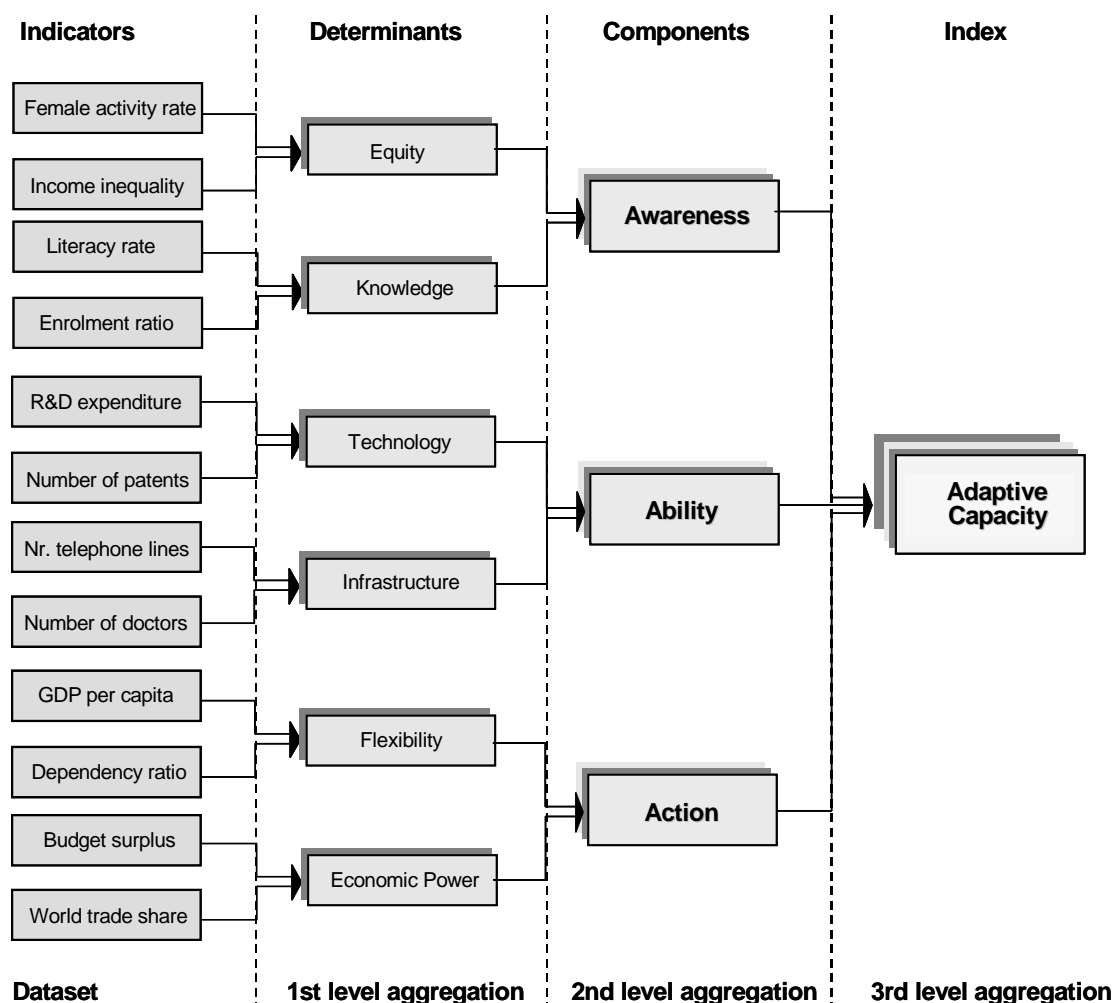 Indicators
Determinants
Components
Index
Female activity rate
Income inequality
Literacy rate
Enrolment ratio
R&D expenditure
Number of patents
Nr. telephone lines
Number of doctors
GDP per capita
Dependency ratio
Budget surplus
World trade share
Equity
Knowledge
Technology
Infrastructure
Flexibility
Economic Power
Awareness
Ability
Action
Adaptive
Capacity
Dataset
1st level aggregation
2nd level aggregation
3rd level aggregation